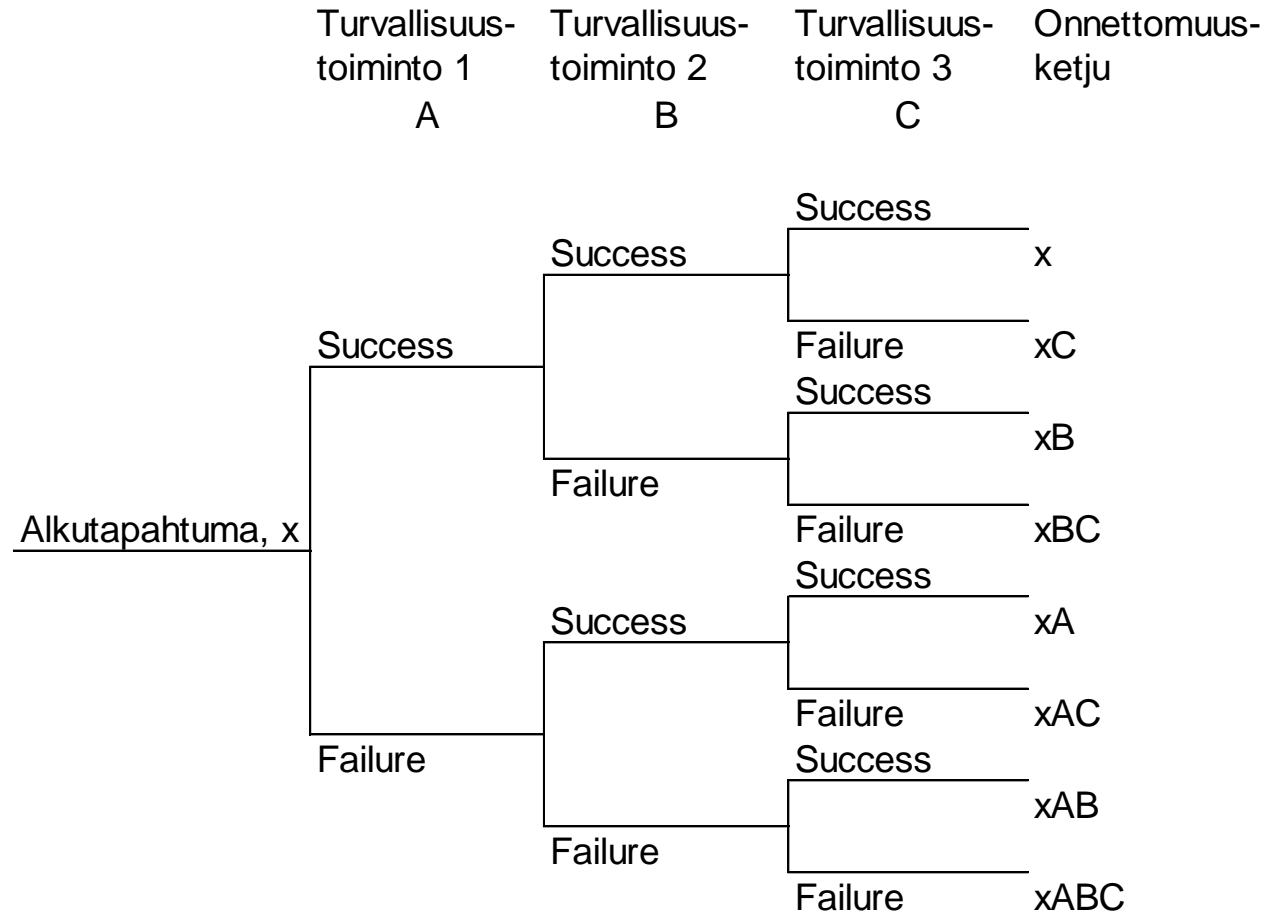 Turvallisuus- Turvallisuus- Turvallisuus- Onnettomuus-
toiminto 1 toiminto 2 toiminto 3 ketju
A B C
Success
Success x
Success Failure xC
Success
xB
Failure
Alkutapahtuma, x Failure xBC
Success
Success xA
Failure xAC
Failure Success
xAB
Failure
Failure xABC